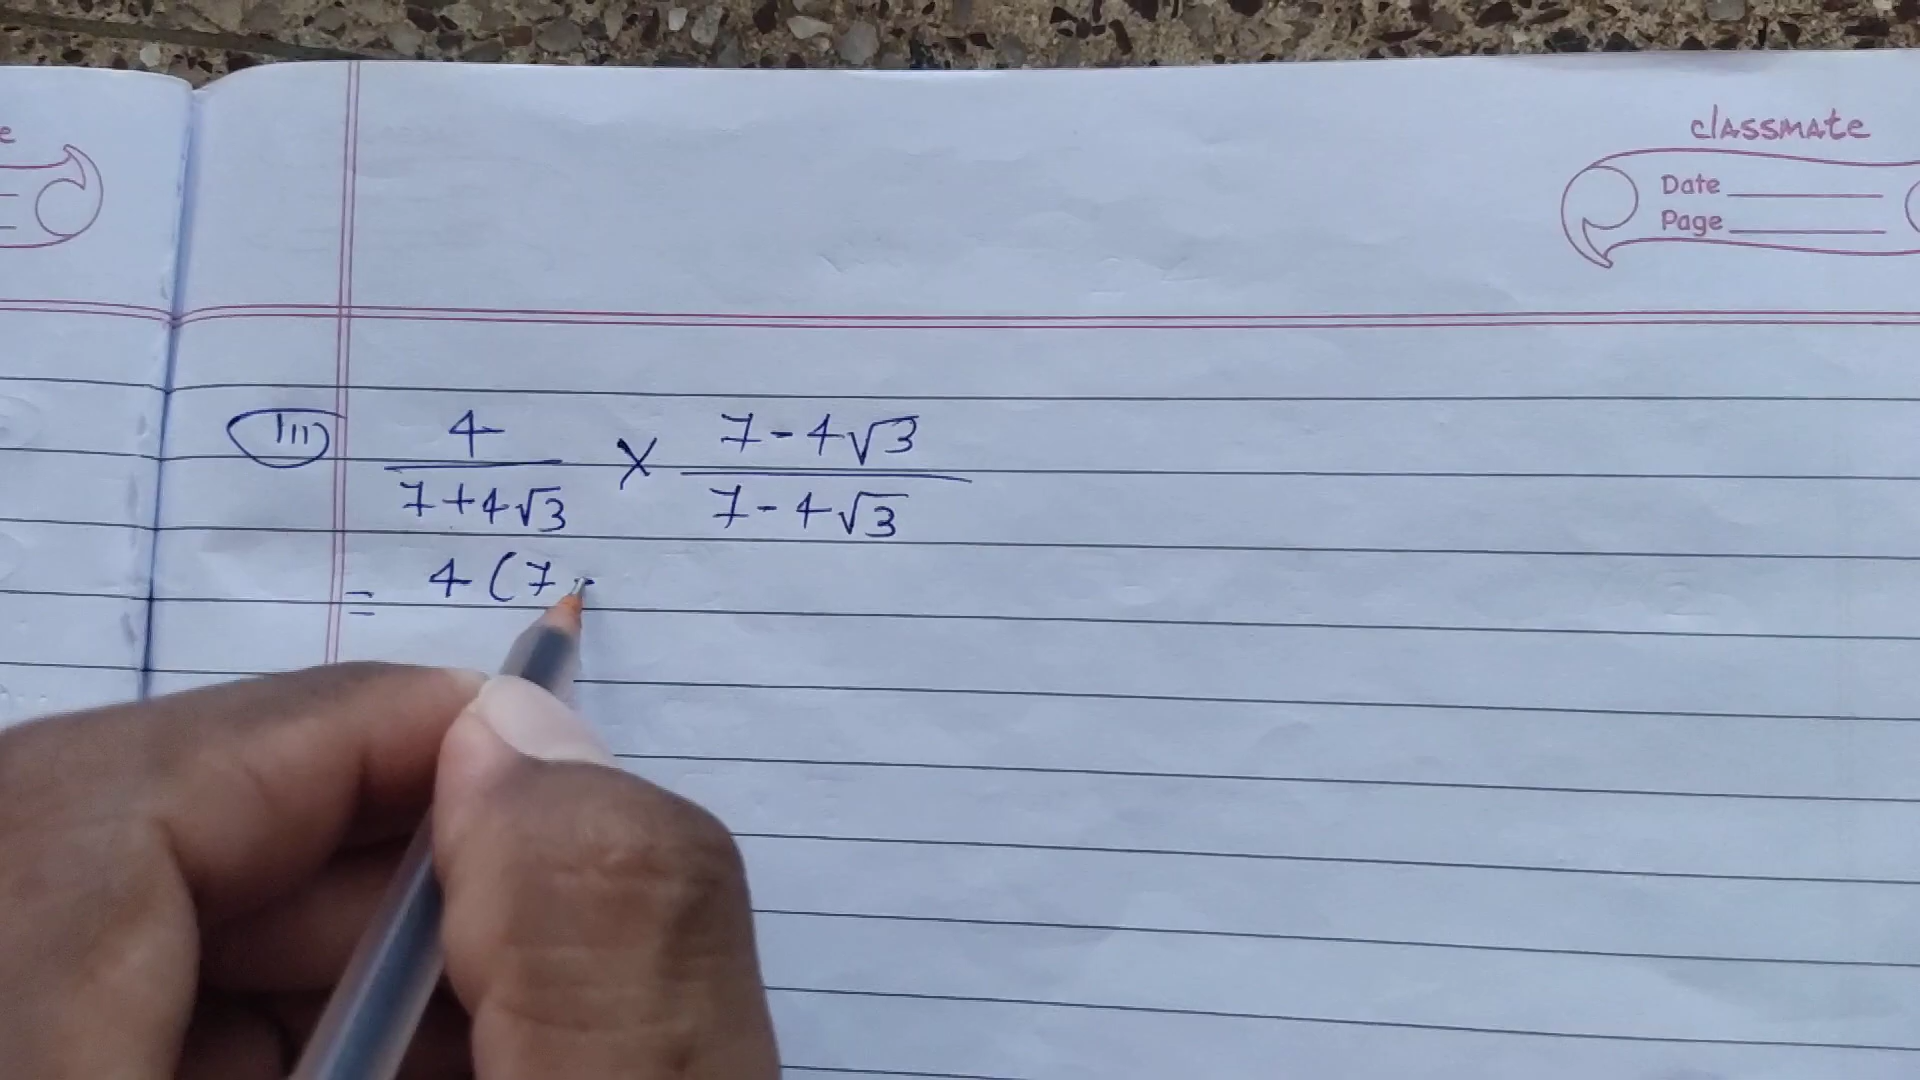 classmate
Date
Page
(iii) 4/(7+4√3) × (7-4√3)/(7-4√3)
= 4(7-